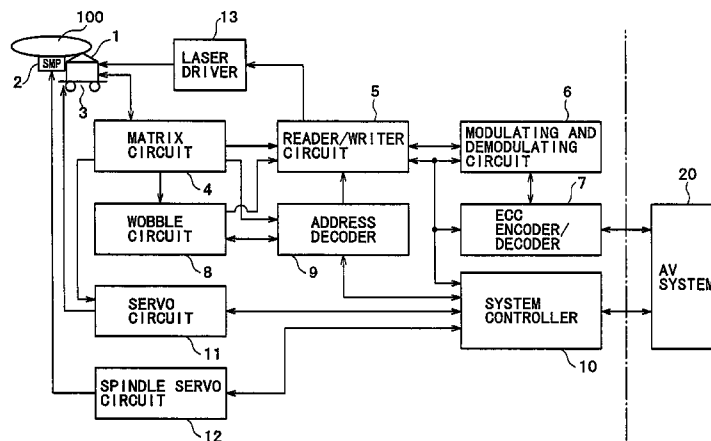 100
1
13
2
SMP
3
LASER
DRIVER
5
6
MATRIX
CIRCUIT
4
READER/WRITER
CIRCUIT
MODULATING AND
DEMODULATING
CIRCUIT
7
20
WOBBLE
CIRCUIT
8
ADDRESS
DECODER
9
ECC
ENCODER/
DECODER
AV
SYSTEM
SERVO
CIRCUIT
11
SYSTEM
CONTROLLER
10
SPINDLE SERVO
CIRCUIT
12